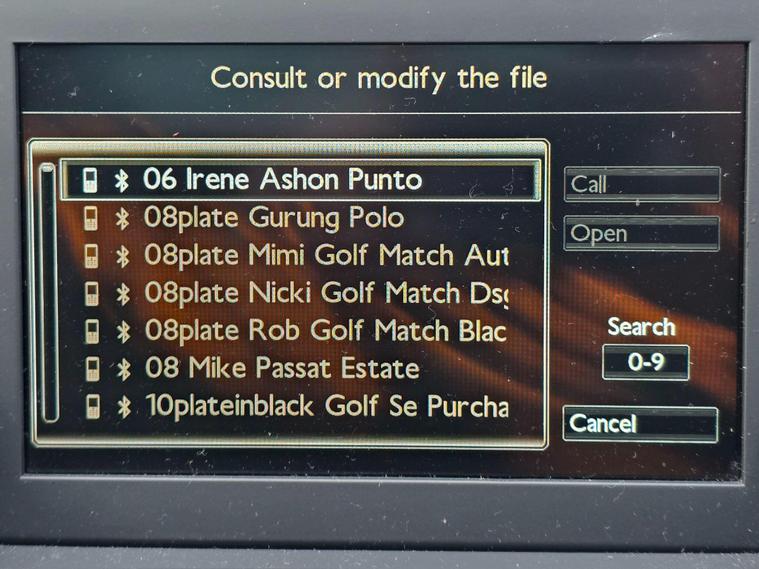 Consult or modify the file
06 Irene Ashon Punto
08plate Gurung Polo
08plate Mimi Golf Match Aut
08plate Nicki Golf Match Dsg
08plate Rob Golf Match Blac
08 Mike Passat Estate
10plateinblack Golf Se Purcha
Call
Open
Search
0-9
Cancel